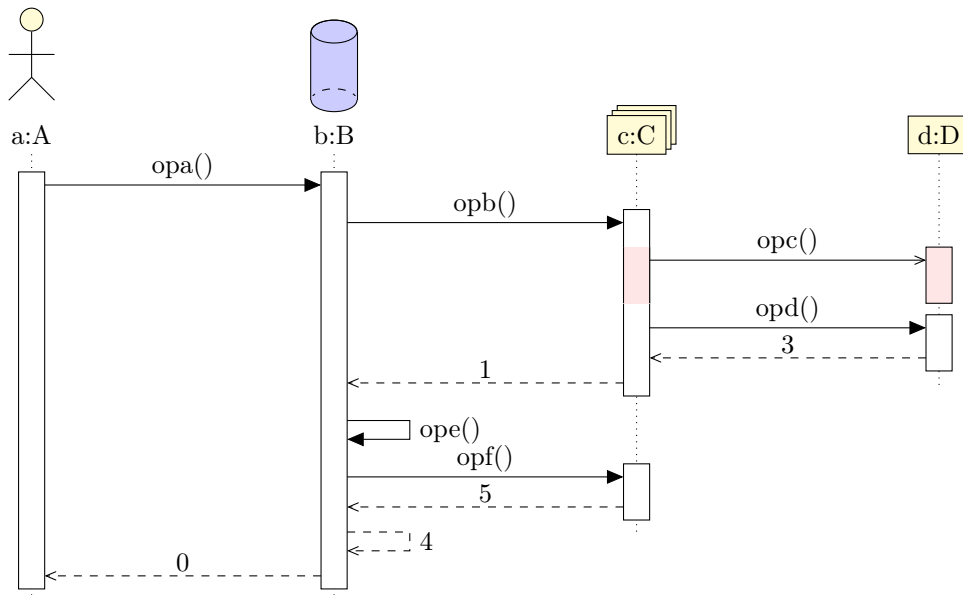 a:A
b:B
c:C
d:D
opa()
opb()
opc()
opd()
3
1
ope()
opf()
5
4
0